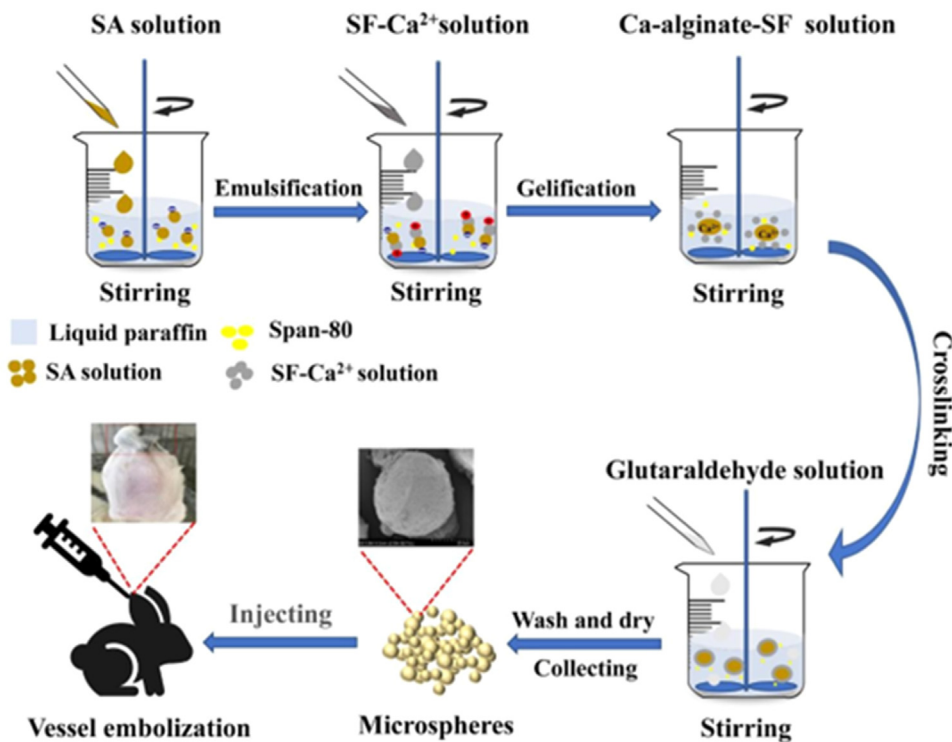 SA solution
SF-Ca²⁺solution
Ca-alginate-SF solution
Emulsification
Gelification
Stirring
Stirring
Stirring
Liquid paraffin
Span-80
SA solution
SF-Ca²⁺ solution
Crosslinking
Glutaraldehyde solution
Injecting
Wash and dry
Collecting
Vessel embolization
Microspheres
Stirring